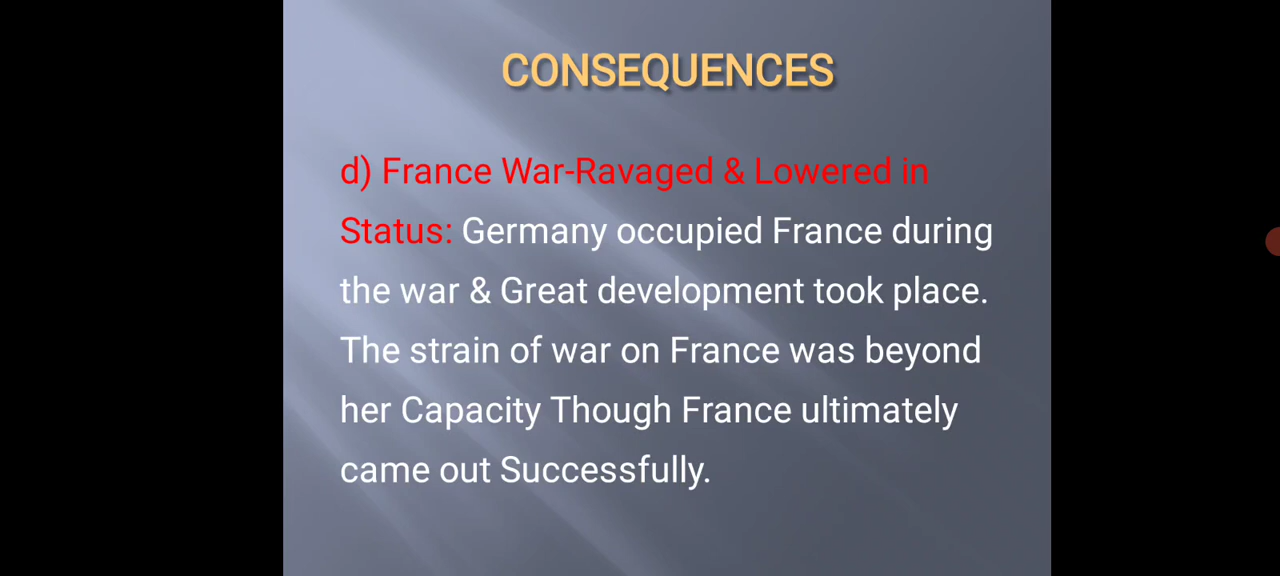 CONSEQUENCES
d) France War-Ravaged & Lowered in
Status: Germany occupied France during
the war & Great development took place.
The strain of war on France was beyond
her Capacity Though France ultimately
came out Successfully.